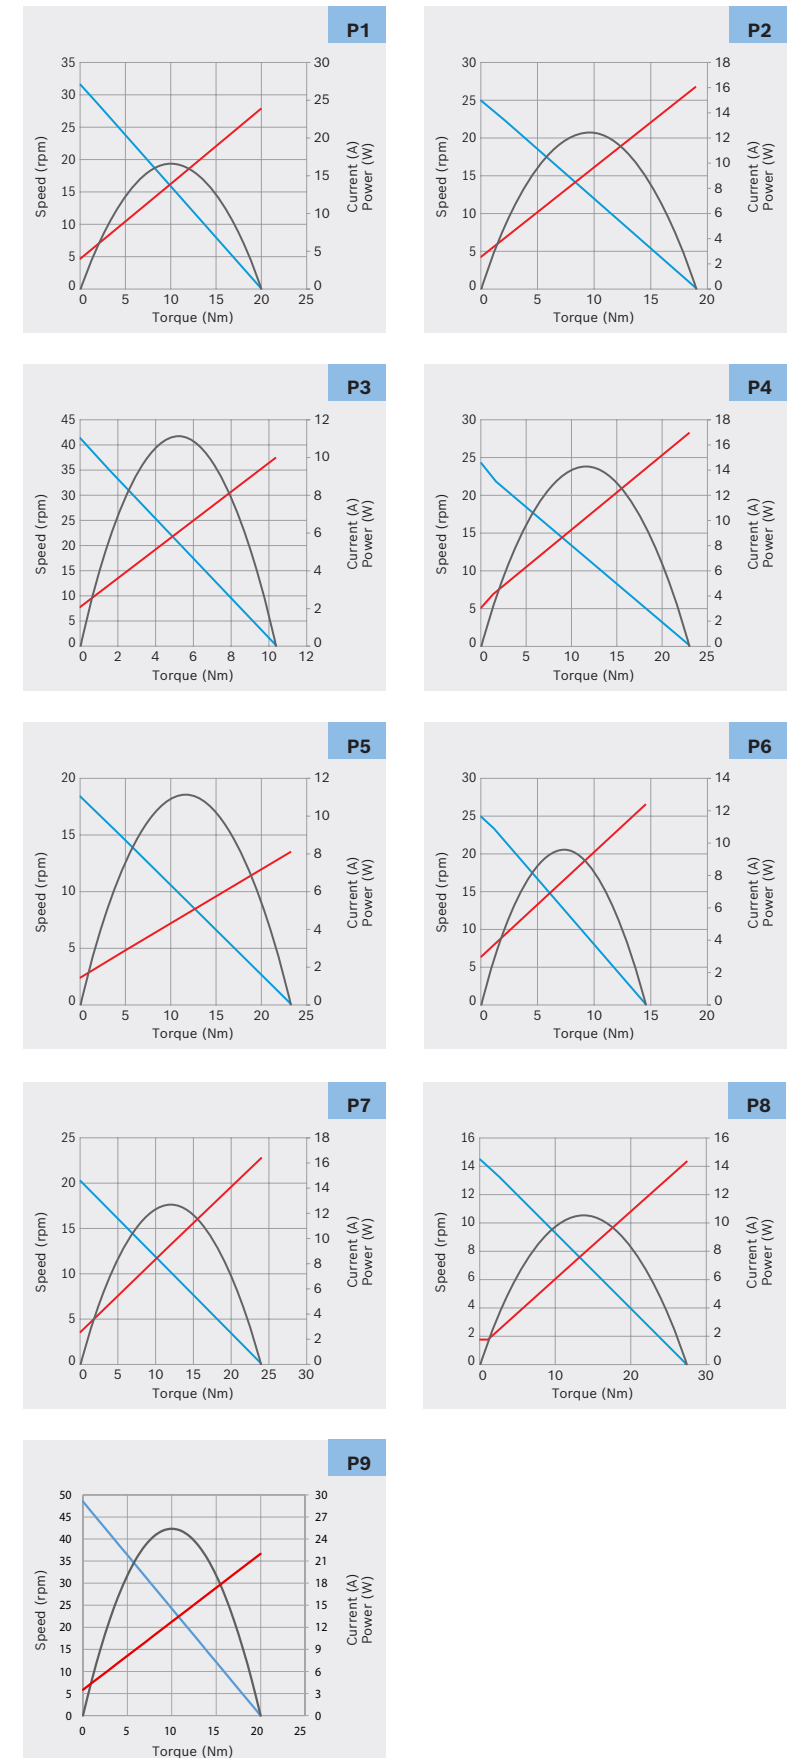 P1
35 30
30 25
25 20
20 15
15 10
10 5
5
0 0
0 5 10 15 20 25
Speed (rpm)
Current (A)
Power (W)
Torque (Nm)
P2
30 18
25 16
20 14
15 12
10 10
5 8
6
4
2
0 0
0 5 10 15 20
Speed (rpm)
Current (A)
Power (W)
Torque (Nm)
P3
45 12
40 10
35 8
30 6
25 4
20 2
15
10
5
0 0
0 2 4 6 8 10 12
Speed (rpm)
Current (A)
Power (W)
Torque (Nm)
P4
30 18
25 16
20 14
15 12
10 10
5 8
6
4
2
0 0
0 5 10 15 20 25
Speed (rpm)
Current (A)
Power (W)
Torque (Nm)
P5
20 12
15 10
10 8
5 6
4
2
0 0
0 5 10 15 20 25
Speed (rpm)
Current (A)
Power (W)
Torque (Nm)
P6
30 14
25 12
20 10
15 8
10 6
5 4
2
0 0
0 5 10 15 20
Speed (rpm)
Current (A)
Power (W)
Torque (Nm)
P7
25 18
20 16
15 14
10 12
5 10
8
6
4
2
0 0
0 5 10 15 20 25 30
Speed (rpm)
Current (A)
Power (W)
Torque (Nm)
P8
16 16
14 14
12 12
10 10
8 8
6 6
4 4
2 2
0 0
0 10 20 30
Speed (rpm)
Current (A)
Power (W)
Torque (Nm)
P9
50 30
45 27
40 24
35 21
30 18
25 15
20 12
15 9
10 6
5 3
0 0
0 5 10 15 20 25
Speed (rpm)
Current (A)
Power (W)
Torque (Nm)